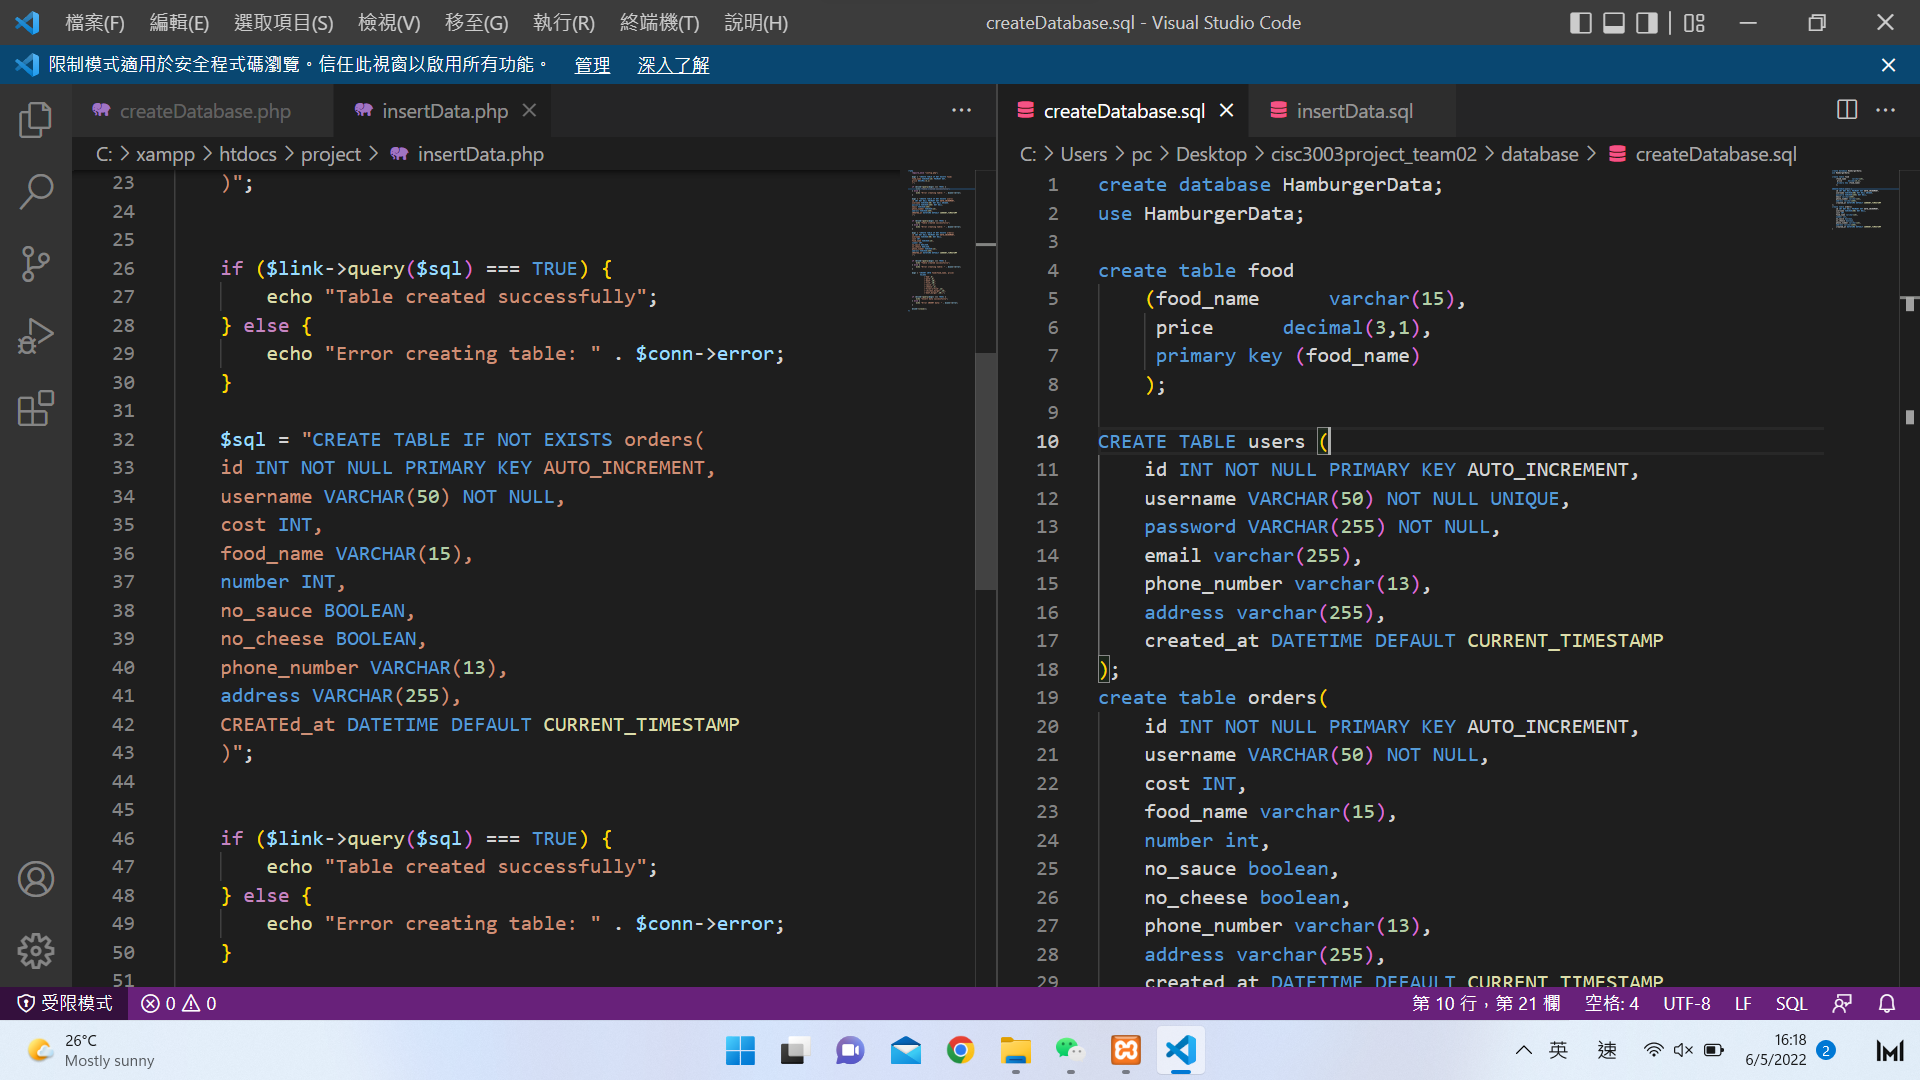 檔案(F) 編輯(E) 選取項目(S) 檢視(V) 移至(G) 執行(R) 終端機(T) 說明(H)
createDatabase.sql - Visual Studio Code
限制模式適用於安全程式碼瀏覽。信任此視窗以啟用所有功能。 管理 深入了解
createDatabase.php insertData.php
C: > xampp > htdocs > project > insertData.php
23 )";
24
25
26 if ($link->query($sql) === TRUE) {
27 echo "Table created successfully";
28 } else {
29 echo "Error creating table: " . $conn->error;
30 }
31
32 $sql = "CREATE TABLE IF NOT EXISTS orders(
33 id INT NOT NULL PRIMARY KEY AUTO_INCREMENT,
34 username VARCHAR(50) NOT NULL,
35 cost INT,
36 food_name VARCHAR(15),
37 number INT,
38 no_sauce BOOLEAN,
39 no_cheese BOOLEAN,
40 phone_number VARCHAR(13),
41 address VARCHAR(255),
42 CREATEd_at DATETIME DEFAULT CURRENT_TIMESTAMP
43 )";
44
45
46 if ($link->query($sql) === TRUE) {
47 echo "Table created successfully";
48 } else {
49 echo "Error creating table: " . $conn->error;
50 }
51
createDatabase.sql insertData.sql
C: > Users > pc > Desktop > cisc3003project_team02 > database > createDatabase.sql
1 create database HamburgerData;
2 use HamburgerData;
3
4 create table food
5 (food_name varchar(15),
6 price decimal(3,1),
7 primary key (food_name)
8 );
9
10 CREATE TABLE users (
11 id INT NOT NULL PRIMARY KEY AUTO_INCREMENT,
12 username VARCHAR(50) NOT NULL UNIQUE,
13 password VARCHAR(255) NOT NULL,
14 email varchar(255),
15 phone_number varchar(13),
16 address varchar(255),
17 created_at DATETIME DEFAULT CURRENT_TIMESTAMP
18 );
19 create table orders(
20 id INT NOT NULL PRIMARY KEY AUTO_INCREMENT,
21 username VARCHAR(50) NOT NULL,
22 cost INT,
23 food_name varchar(15),
24 number int,
25 no_sauce boolean,
26 no_cheese boolean,
27 phone_number varchar(13),
28 address varchar(255),
29 created_at DATETIME DEFAULT CURRENT_TIMESTAMP
受限模式 0 0 第 10 行，第 21 欄 空格: 4 UTF-8 LF SQL
26°C
Mostly sunny
英 速
16:18
6/5/2022
2